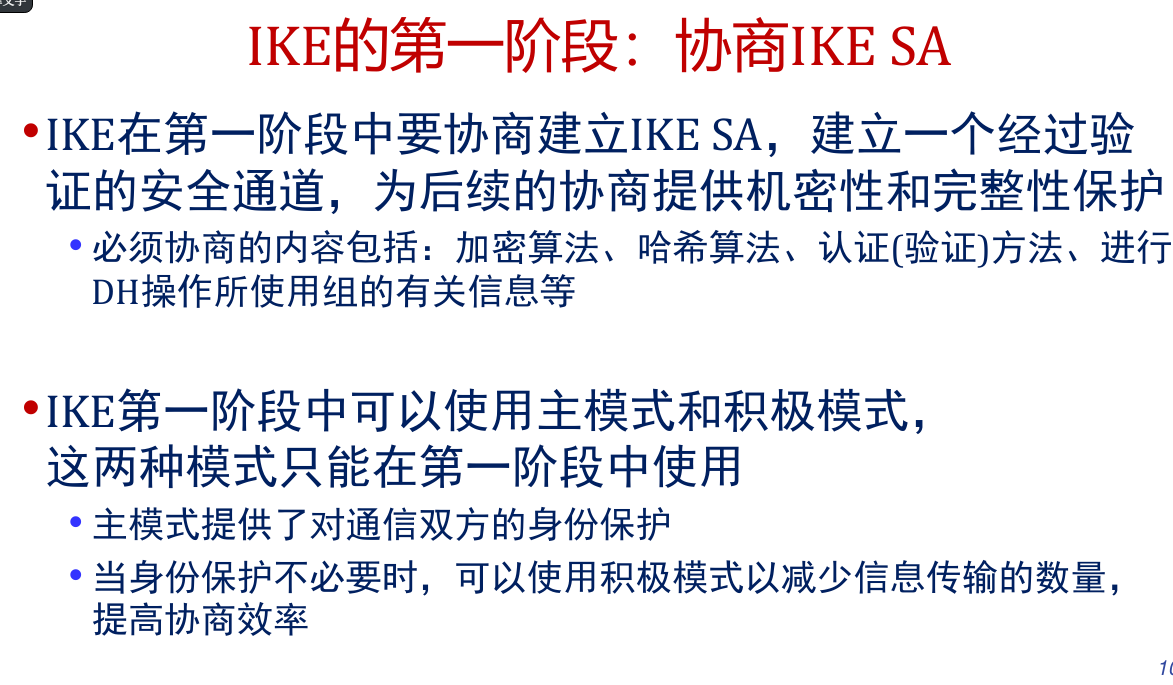 IKE的第一阶段：协商IKE SA
•IKE在第一阶段中要协商建立IKE SA，建立一个经过验
证的安全通道，为后续的协商提供机密性和完整性保护
•必须协商的内容包括：加密算法、哈希算法、认证(验证)方法、进行
DH操作所使用组的有关信息等
•IKE第一阶段中可以使用主模式和积极模式，
这两种模式只能在第一阶段中使用
•主模式提供了对通信双方的身份保护
•当身份保护不必要时，可以使用积极模式以减少信息传输的数量，
提高协商效率